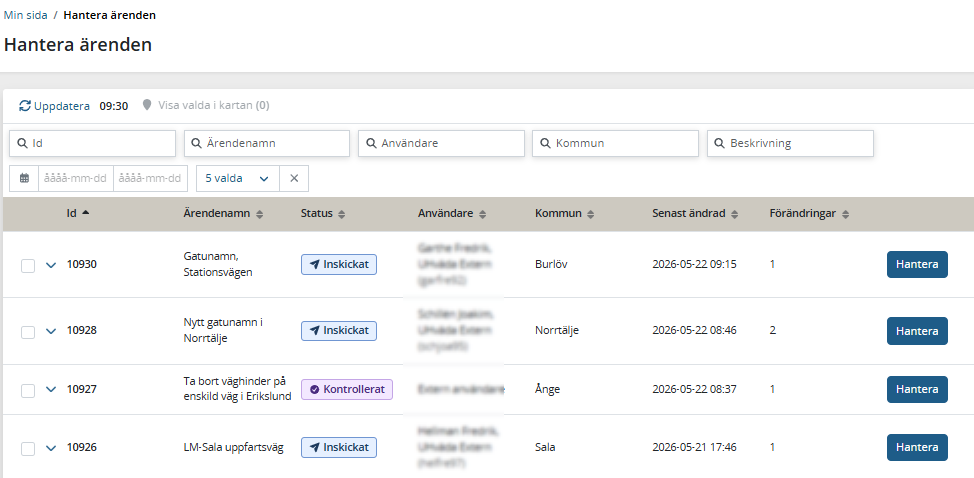 Min sida / Hantera ärenden
Hantera ärenden
Uppdatera 09:30 Visa valda i kartan (0)
Id Ärendenamn Användare Kommun Beskrivning
åååå-mm-dd åååå-mm-dd 5 valda
Id Ärendenamn Status Användare Kommun Senast ändrad Förändringar
10930 Gatunamn, Stationsvägen Inskickat Burlöv 2026-05-22 09:15 1 Hantera
10928 Nytt gatunamn i Norrtälje Inskickat Norrtälje 2026-05-22 08:46 2 Hantera
10927 Ta bort väghinder på enskild väg i Erikslund Kontrollerat Ånge 2026-05-22 08:37 1 Hantera
10926 LM-Sala uppfartsväg Inskickat Sala 2026-05-21 17:46 1 Hantera